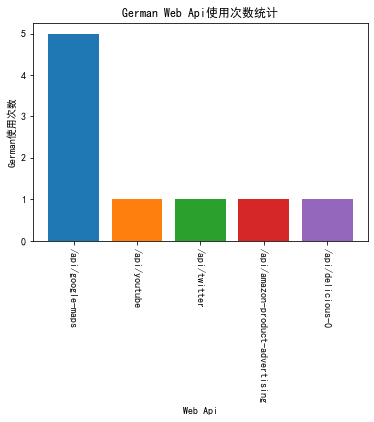 German Web Api使用次数统计
German使用次数
5
4
3
2
1
0
/api/google-maps
/api/youtube
/api/twitter
/api/amazon-product-advertising
/api/delicious-0
Web Api